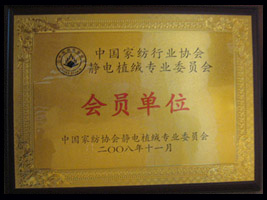 中国家纺行业协会
静电植绒专业委员会
会员单位
中国家纺协会静电植绒专业委员会
二〇〇八年十一月